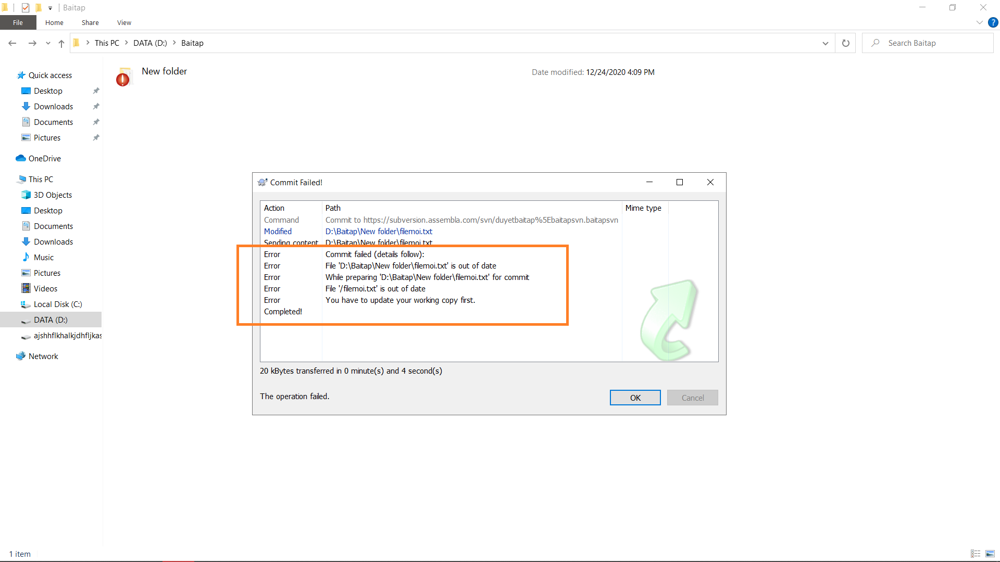 Baitap
File Home Share View
This PC DATA (D:) Baitap
Search Baitap
New folder
Date modified: 12/24/2020 4:09 PM
Quick access
Desktop
Downloads
Documents
Pictures
OneDrive
This PC
3D Objects
Desktop
Documents
Downloads
Music
Pictures
Videos
Local Disk (C:)
DATA (D:)
ajshhflkhalkjdhfljkas
Network
Commit Failed!
Action Path Mime type
Command Commit to https://subversion.assembla.com/svn/duyetbaitap%5Ebaitapsvn.baitapsvn
Modified D:\Baitap\New folder\filemoi.txt
Sending content D:\Baitap\New folder\filemoi.txt
Error Commit failed (details follow):
Error File 'D:\Baitap\New folder\filemoi.txt' is out of date
Error While preparing 'D:\Baitap\New folder\filemoi.txt' for commit
Error File '/filemoi.txt' is out of date
Error You have to update your working copy first.
Completed!
20 kBytes transferred in 0 minute(s) and 4 second(s)
The operation failed.
OK Cancel
1 item